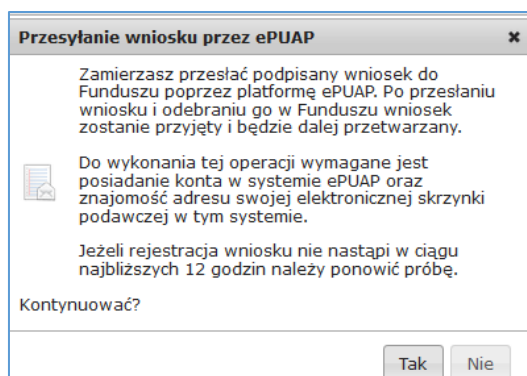 Przesyłanie wniosku przez ePUAP
Zamierzasz przesłać podpisany wniosek do
Funduszu poprzez platformę ePUAP. Po przesłaniu
wniosku i odebraniu go w Funduszu wniosek
zostanie przyjęty i będzie dalej przetwarzany.
Do wykonania tej operacji wymagane jest
posiadanie konta w systemie ePUAP oraz
znajomość adresu swojej elektronicznej skrzynki
podawczej w tym systemie.
Jeżeli rejestracja wniosku nie nastąpi w ciągu
najbliższych 12 godzin należy ponowić próbę.
Kontynuować?
Tak Nie